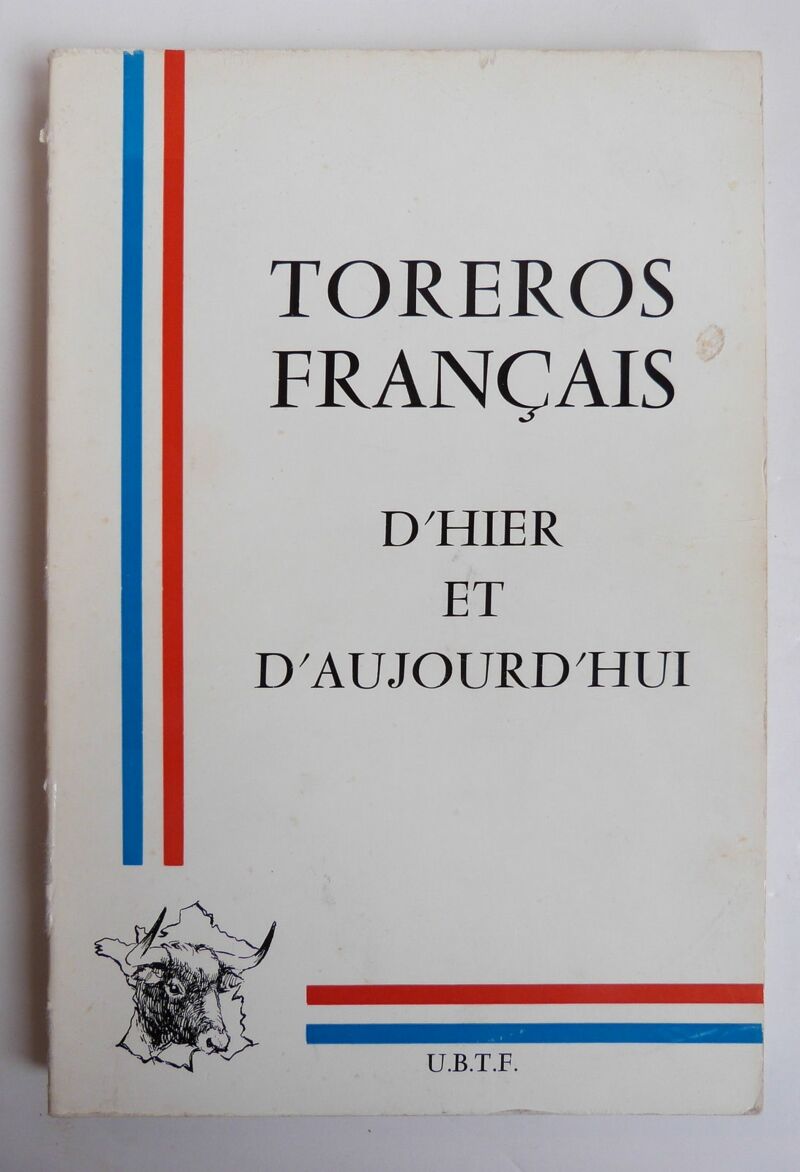 TOREROS
FRANÇAIS
D'HIER
ET
D'AUJOURD'HUI
U.B.T.F.